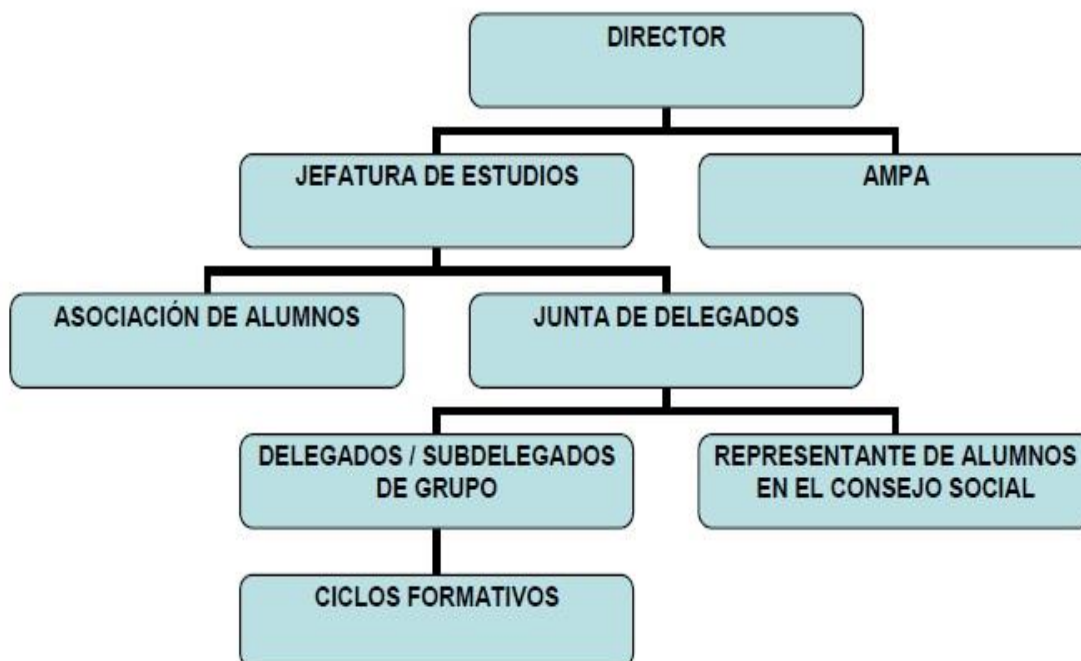 DIRECTOR
JEFATURA DE ESTUDIOS
AMPA
ASOCIACIÓN DE ALUMNOS
JUNTA DE DELEGADOS
DELEGADOS / SUBDELEGADOS
DE GRUPO
REPRESENTANTE DE ALUMNOS
EN EL CONSEJO SOCIAL
CICLOS FORMATIVOS